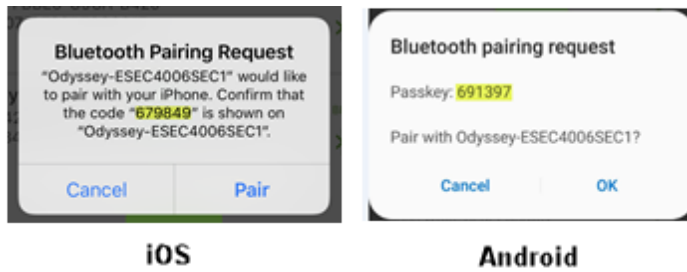 Bluetooth Pairing Request
"Odyssey-ESEC4006SEC1" would like
to pair with your iPhone. Confirm that
the code "679849" is shown on
"Odyssey-ESEC4006SEC1".
Cancel
Pair
iOS
Bluetooth pairing request
Passkey: 691397
Pair with Odyssey-ESEC4006SEC1?
Cancel
OK
Android